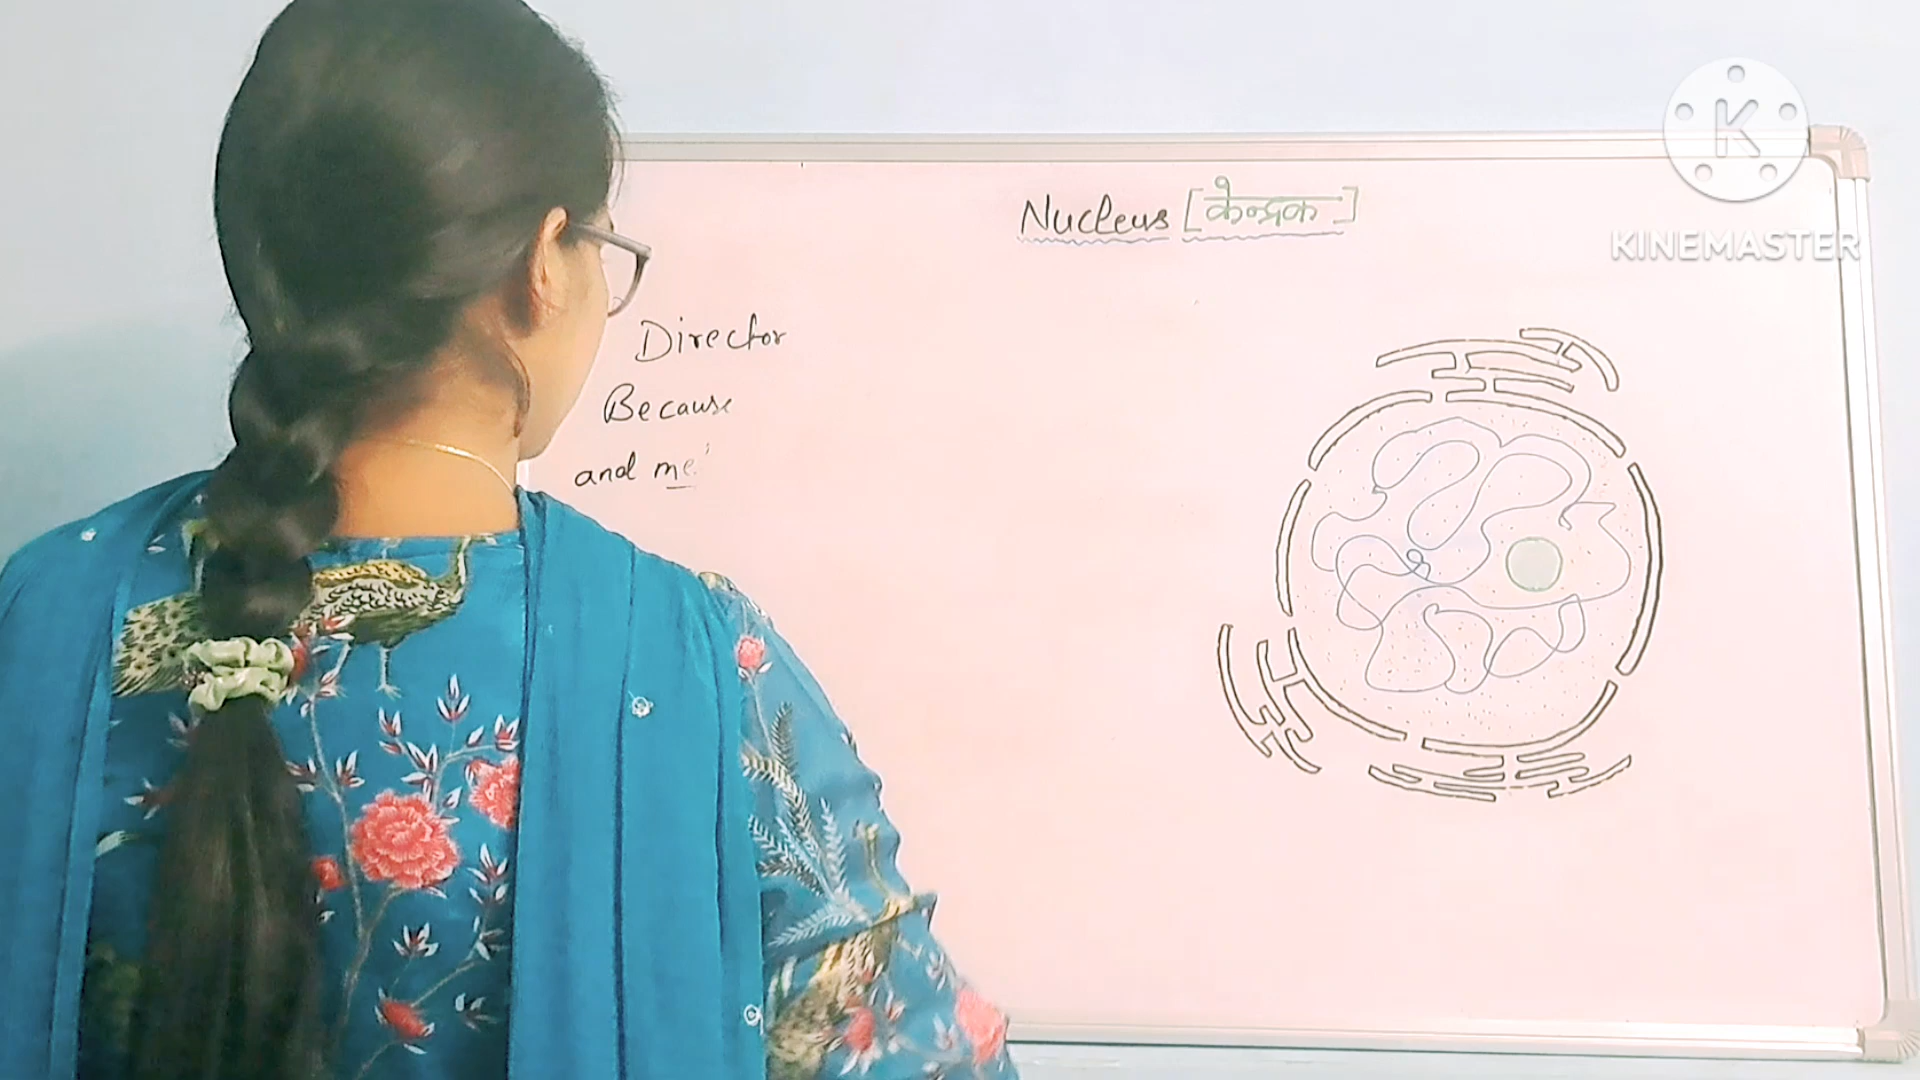 Nucleus [केन्द्रक]
Director
Because
and me
K
KINEMASTER